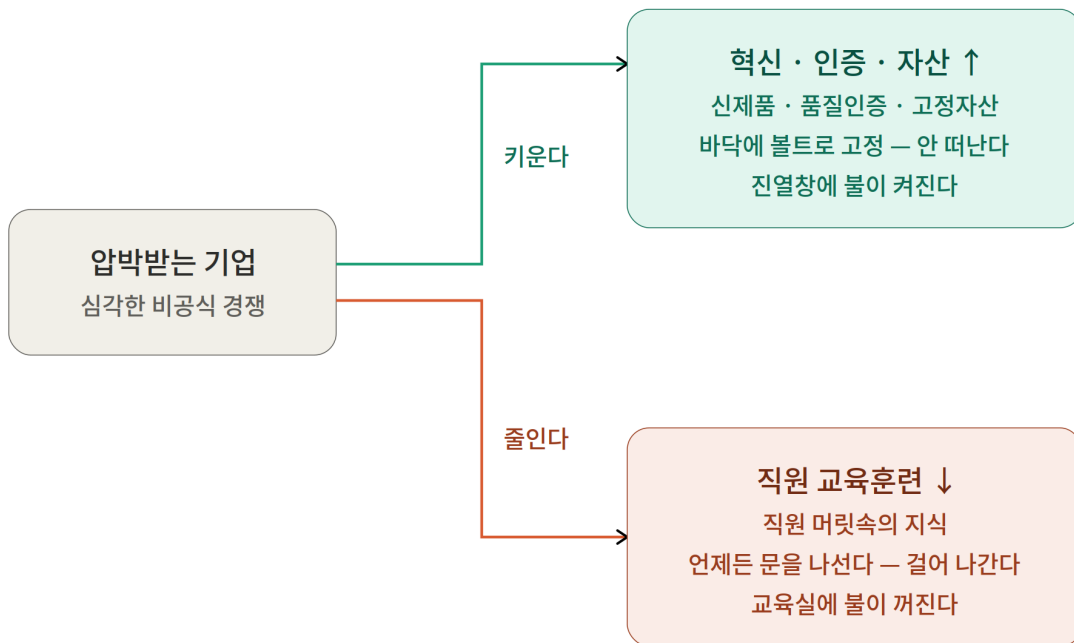 혁신 · 인증 · 자산 ↑
신제품 · 품질인증 · 고정자산
바닥에 볼트로 고정 — 안 떠난다
진열창에 불이 켜진다
키운다
압박받는 기업
심각한 비공식 경쟁
줄인다
직원 교육훈련 ↓
직원 머릿속의 지식
언제든 문을 나선다 — 걸어 나간다
교육실에 불이 꺼진다